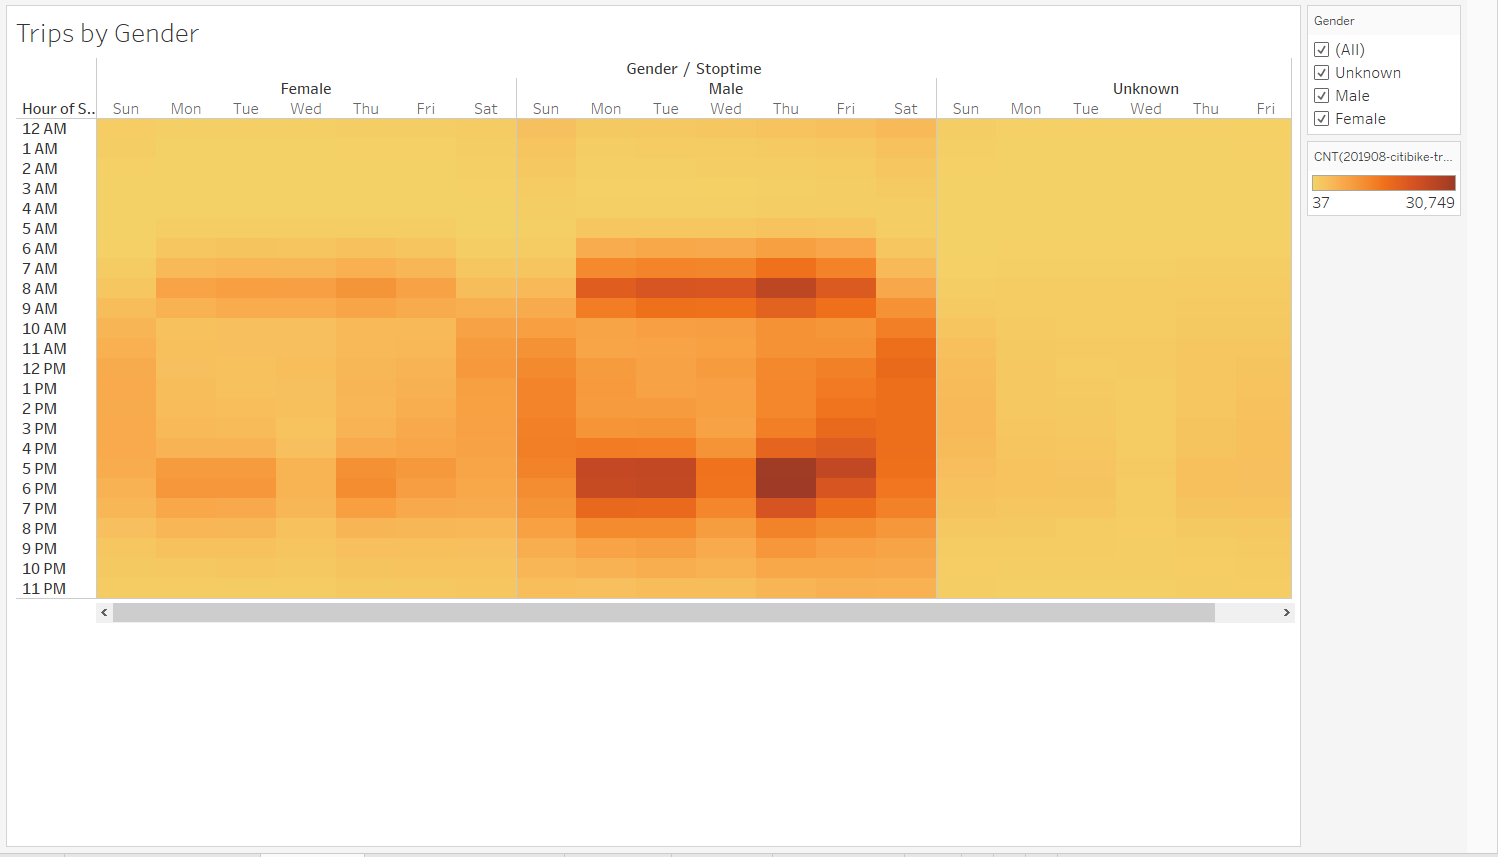 Trips by Gender
Gender / Stoptime
Female Male Unknown
Hour of S.. Sun Mon Tue Wed Thu Fri Sat Sun Mon Tue Wed Thu Fri Sat Sun Mon Tue Wed Thu Fri
12 AM
1 AM
2 AM
3 AM
4 AM
5 AM
6 AM
7 AM
8 AM
9 AM
10 AM
11 AM
12 PM
1 PM
2 PM
3 PM
4 PM
5 PM
6 PM
7 PM
8 PM
9 PM
10 PM
11 PM
Gender
(All)
Unknown
Male
Female
CNT(201908-citibike-tr...
37 30,749